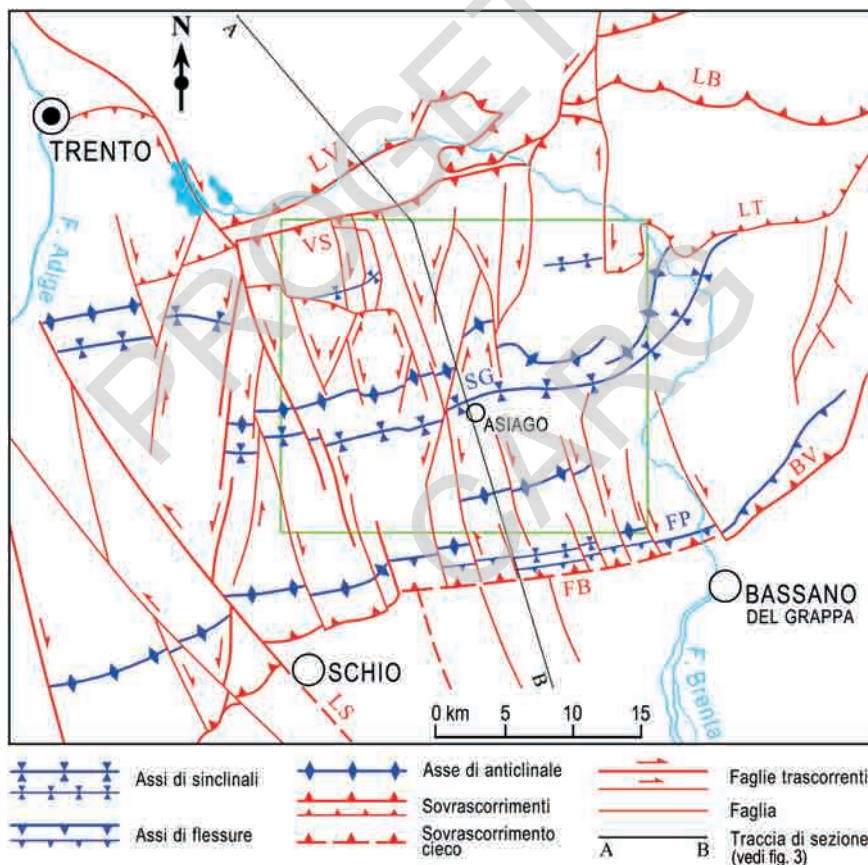 A
N
TRENTO
LV
LB
LT
VS
F. Adige
SG
ASIAGO
BV
FP
FB
BASSANO
DEL GRAPPA
SCHIO
LS
B
F. Brenta
0 km 5 10 15
PROGETTO
CARG
Assi di sinclinali
Assi di flessure
Asse di anticlinale
Sovrascorrimenti
Sovrascorrimento
cieco
Faglie trascorrenti
Faglia
Traccia di sezione
A B (vedi fig. 3)